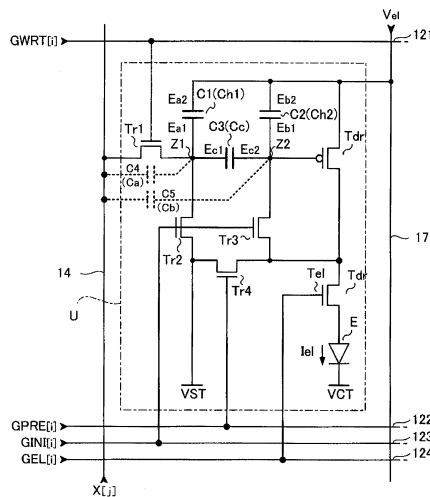 Vel
GWRT[i]
121
C1(Ch1)
Ea2
Eb2
C2(Ch2)
Tr1
C3(Cc)
Ea1
Z1
Eb1
Z2
Tdr
Ec1
Ec2
C4
(Ca)
C5
(Cb)
17
14
Tr2
Tr3
Tel
Tdr
U
Tr4
E
Iel
VST
VCT
GPRE[i]
122
GINI[i]
123
GEL[i]
124
X[j]